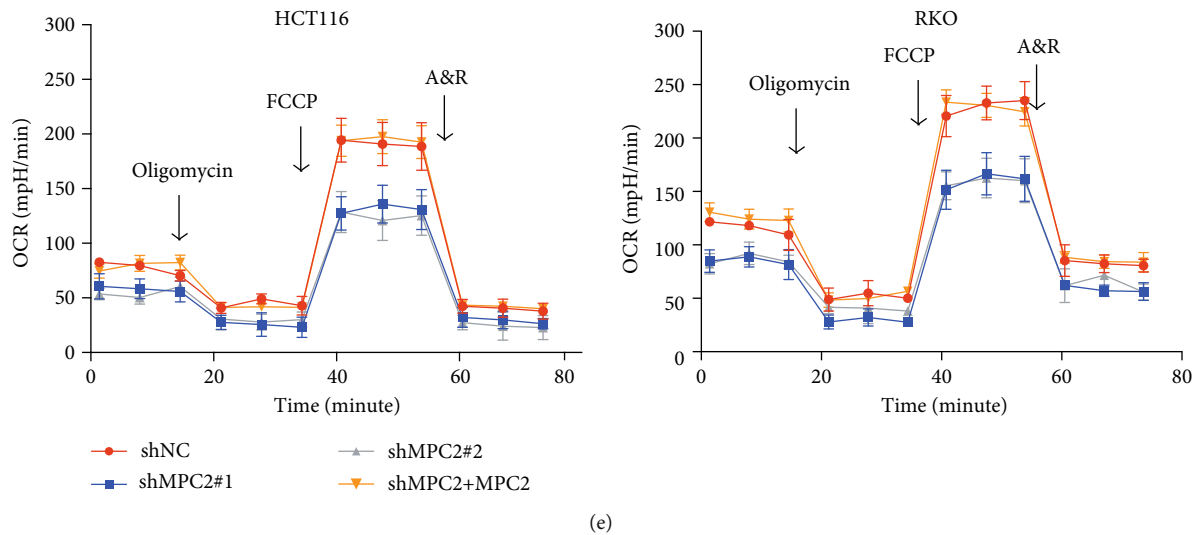 HCT116
OCR (mpH/min)
300
250
200
150
100
50
0
Oligomycin
FCCP
A&R
0 20 40 60 80
Time (minute)
RKO
OCR (mpH/min)
300
250
200
150
100
50
0
Oligomycin
FCCP
A&R
0 20 40 60 80
Time (minute)
shNC
shMPC2#1
shMPC2#2
shMPC2+MPC2
(e)